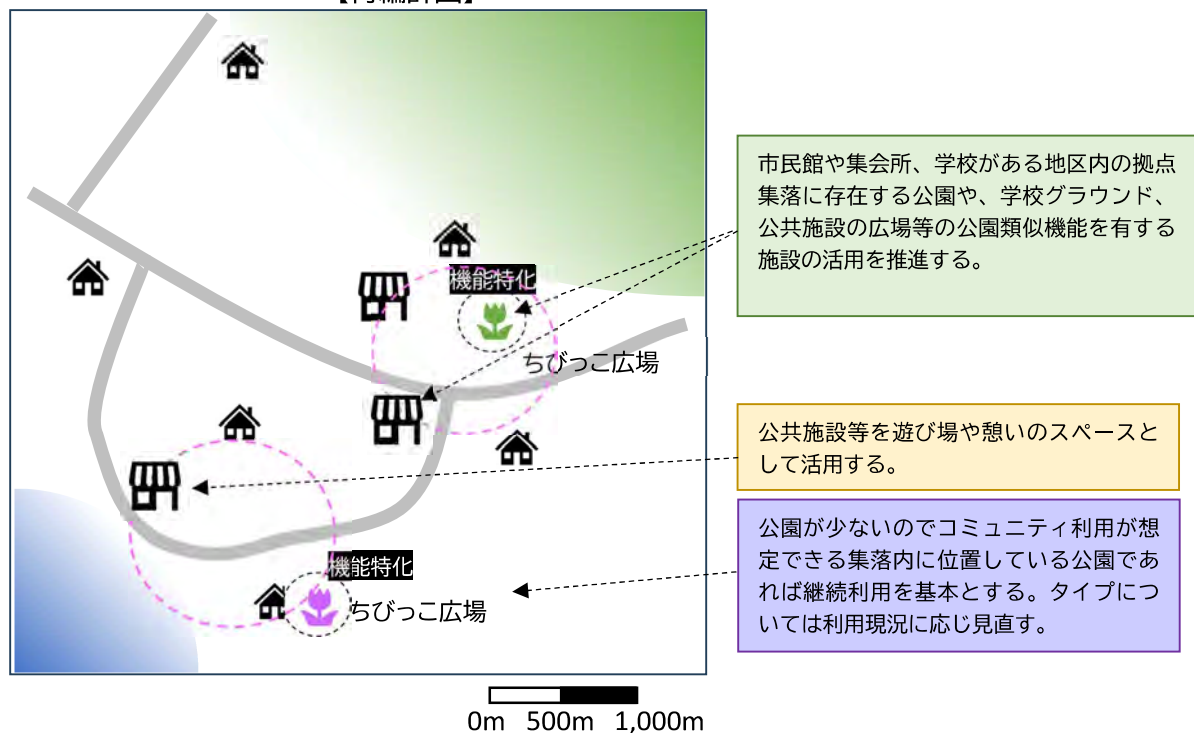 機能特化
ちびっこ広場
機能特化
ちびっこ広場
市民館や集会所、学校がある地区内の拠点
集落に存在する公園や、学校グラウンド、
公共施設の広場等の公園類似機能を有する
施設の活用を推進する。
公共施設等を遊び場や憩いのスペースと
して活用する。
公園が少ないのでコミュニティ利用が想
定できる集落内に位置している公園であ
れば継続利用を基本とする。タイプにつ
いては利用現況に応じ見直す。
0m 500m 1,000m